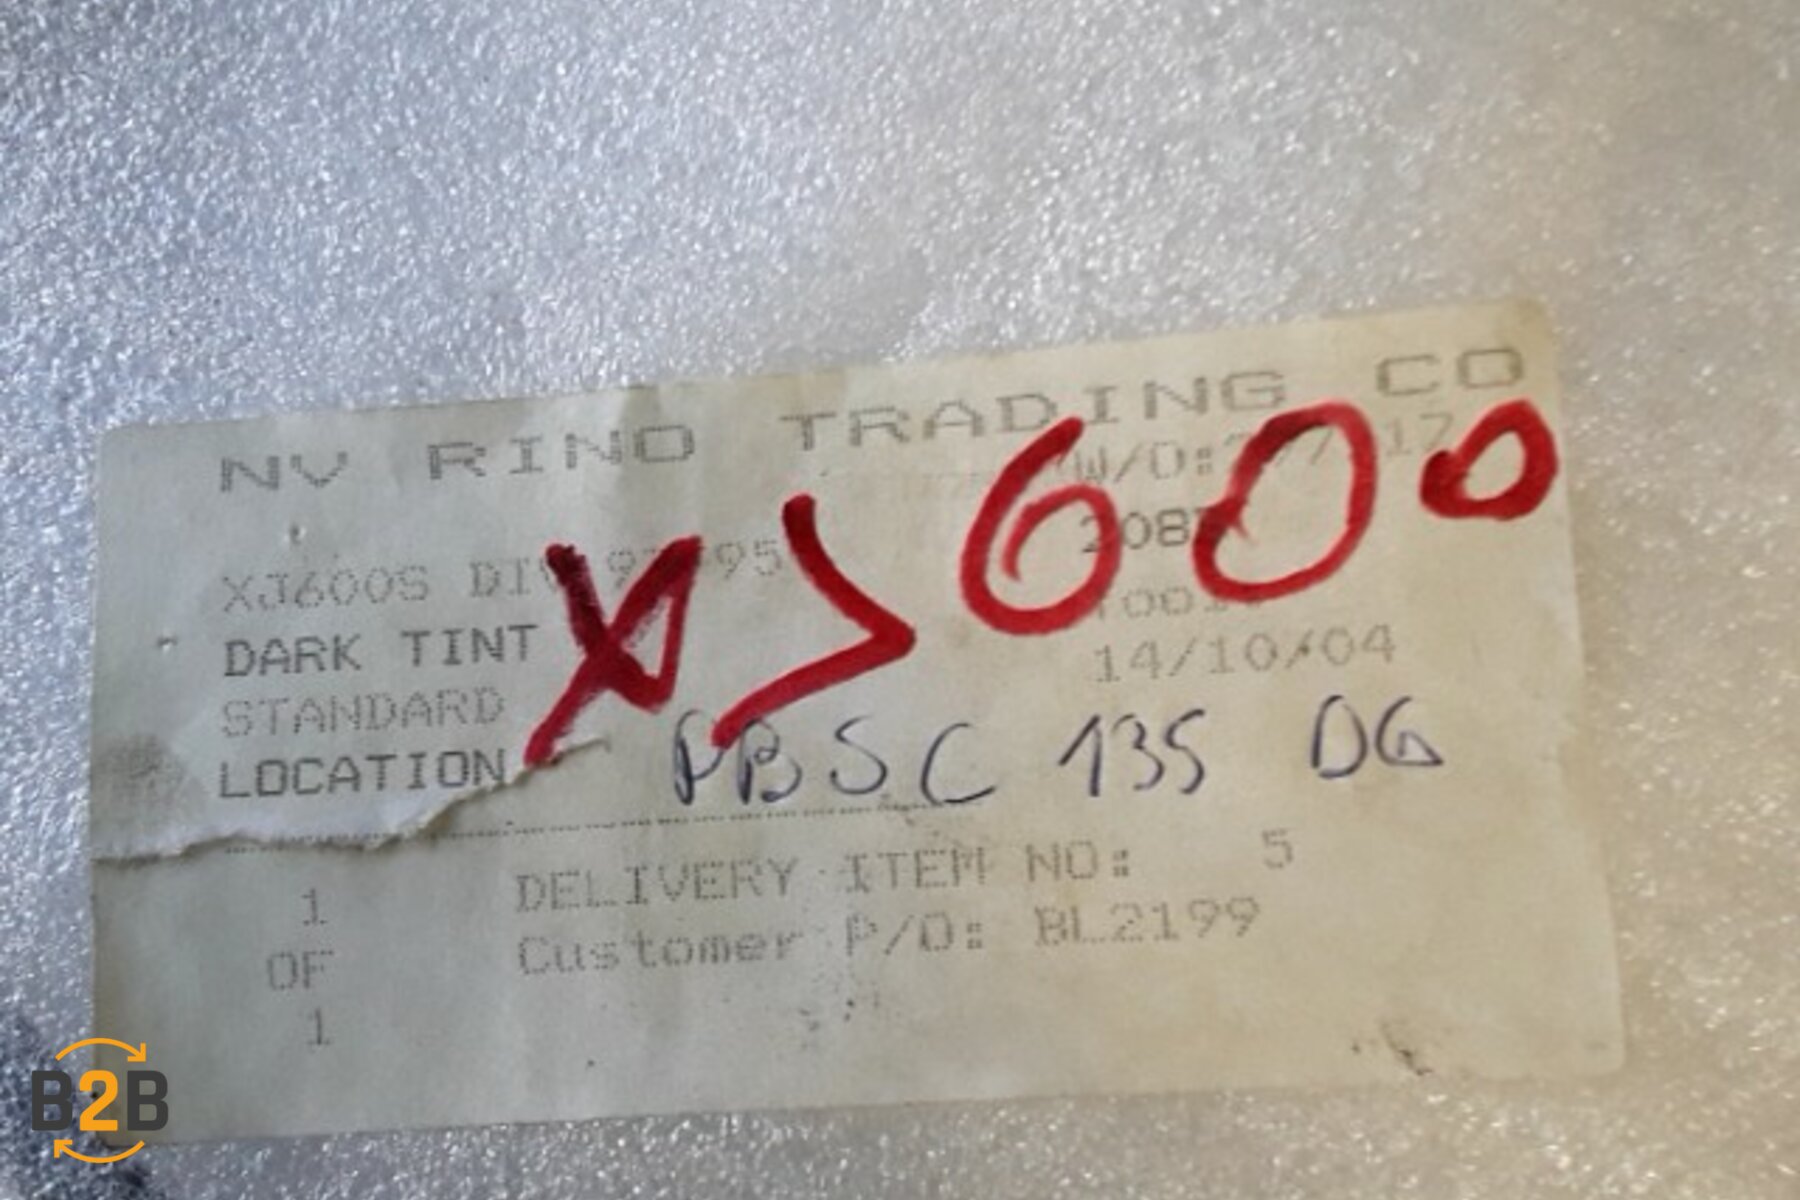 NV RINO TRADING CO
W/O:
XJ600
XJ600S
DARK TINT
STANDARD
14/10/04
LOCATION
PBSC 135 DG
1
OF
1
DELIVERY ITEM NO: 5
Customer P/O: BL2199
B2B